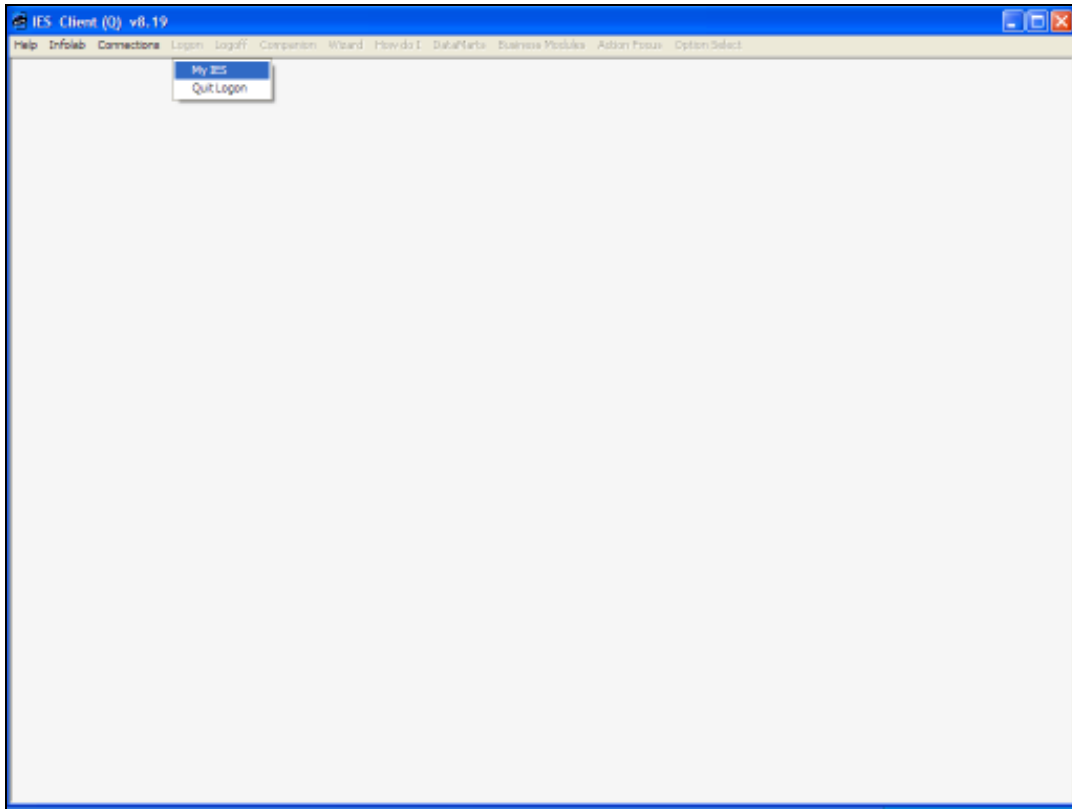 IES Client (Q) v8.19
Help Infolab Connections Logon Logoff Companion Wizard How do I DataMarts Business Modules Action Focus Option Select
My IES
Quit Logon